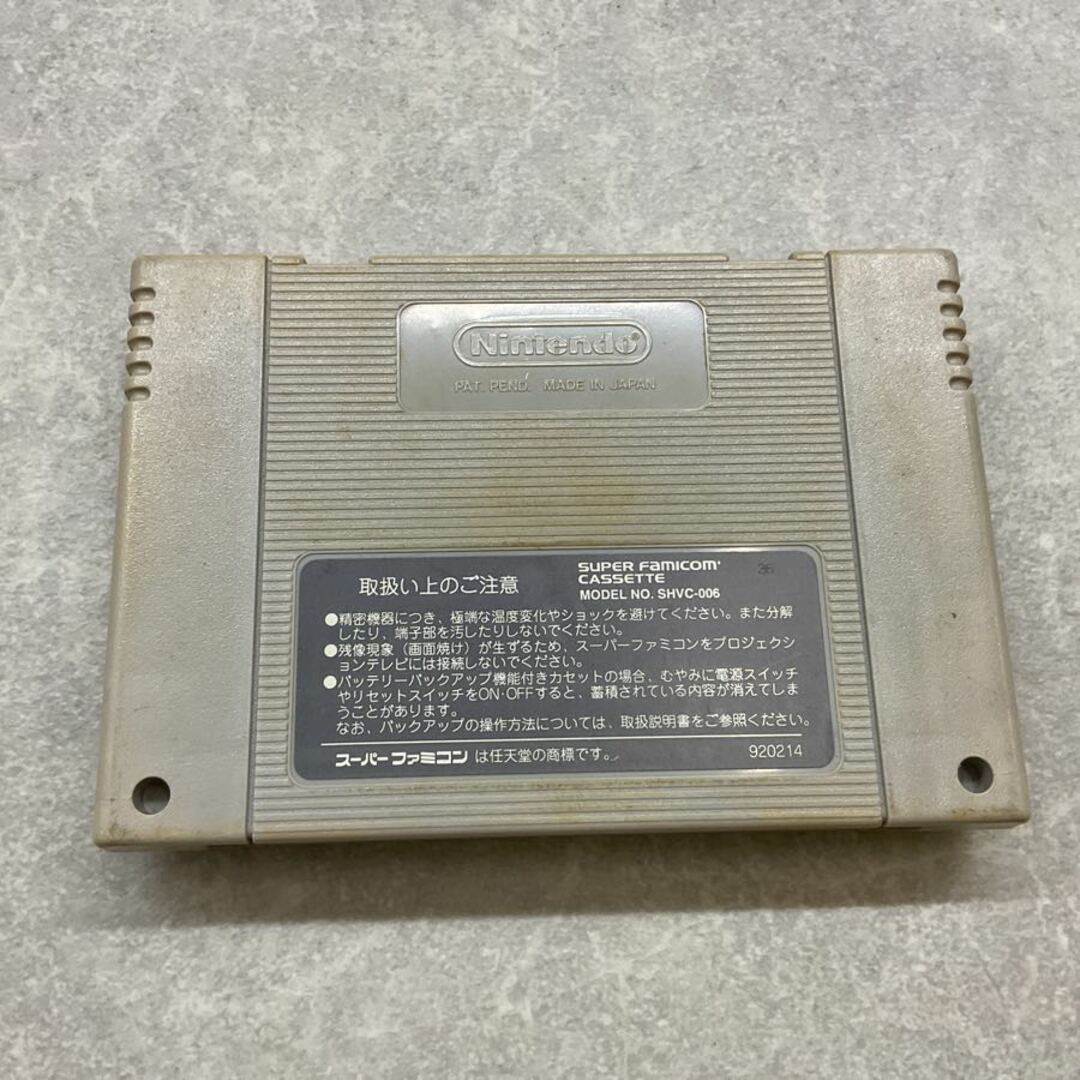 Nintendo
PAT. PEND. MADE IN JAPAN
取扱い上のご注意
SUPER FAMICOM
CASSETTE
MODEL NO. SHVC-006
36
●精密機器につき、極端な温度変化やショックを避けてください。また分解
したり、端子部を汚したりしないでください。
●残像現象（画面焼け）が生ずるため、スーパーファミコンをプロジェクシ
ョンテレビには接続しないでください。
●バッテリーバックアップ機能付きカセットの場合、むやみに電源スイッチ
やリセットスイッチをON・OFFすると、蓄積されている内容が消えてしま
うことがあります。
なお、バックアップの操作方法については、取扱説明書をご参照ください。
スーパーファミコン は任天堂の商標です。
920214